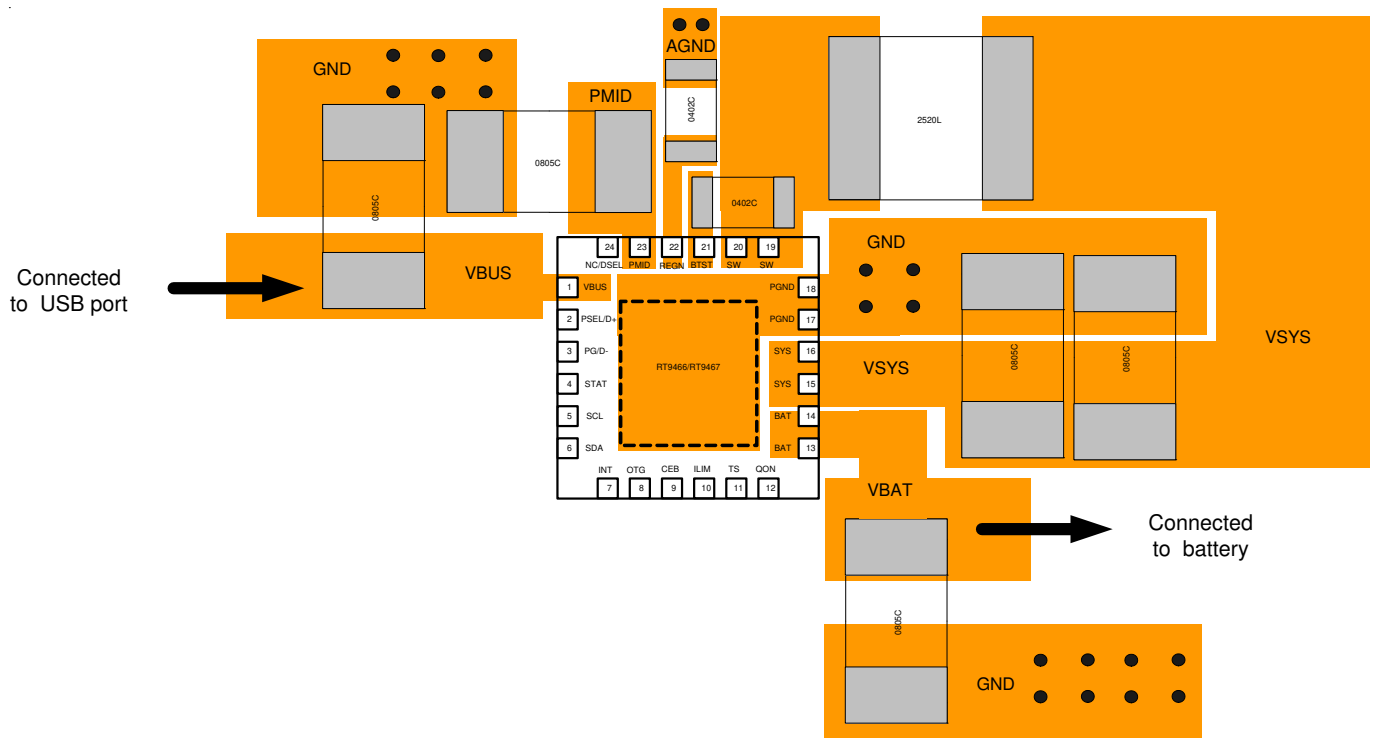 AGND
GND
PMID
0402C
2520L
0805C
0805C
0402C
GND
24
23
22
21
20
19
NC/DSEL
PMID
REGN
BTST
SW
SW
Connected
to USB port
VBUS
1
VBUS
PGND
18
2
PSEL/D+
PGND
17
3
PG/D-
SYS
16
4
STAT
SYS
15
5
SCL
BAT
14
6
SDA
BAT
13
RT9466/RT9467
VSYS
0805C
0805C
VSYS
INT
OTG
CEB
ILIM
TS
QON
7
8
9
10
11
12
VBAT
Connected
to battery
0805C
GND